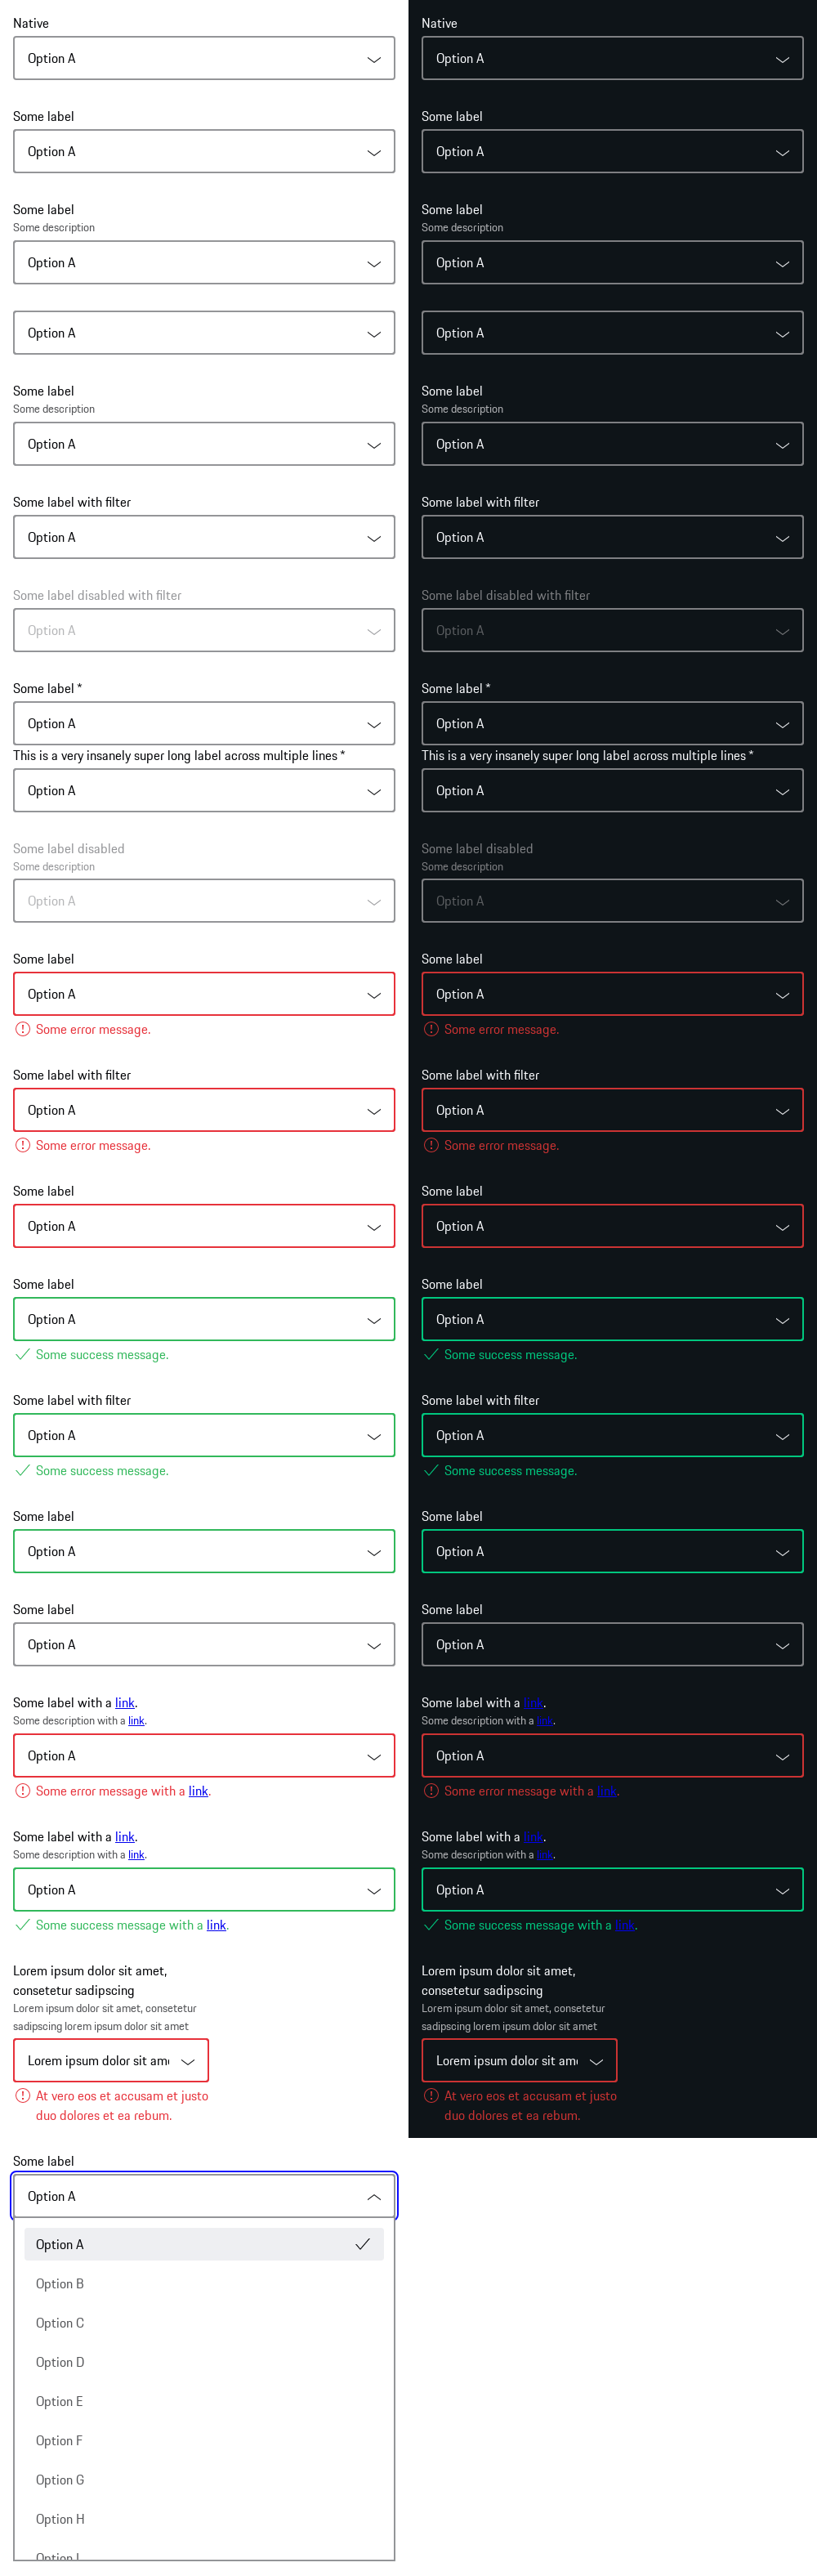 Native
Option A
Some label
Option A
Some label
Some description
Option A
Option A
Some label
Some description
Option A
Some label with filter
Option A
Some label disabled with filter
Option A
Some label *
Option A
This is a very insanely super long label across multiple lines *
Option A
Some label disabled
Some description
Option A
Some label
Option A
Some error message.
Some label with filter
Option A
Some error message.
Some label
Option A
Some label
Option A
Some success message.
Some label with filter
Option A
Some success message.
Some label
Option A
Some label
Option A
Some label with a link.
Some description with a link.
Option A
Some error message with a link.
Some label with a link.
Some description with a link.
Option A
Some success message with a link.
Lorem ipsum dolor sit amet,
consetetur sadipscing
Lorem ipsum dolor sit amet, consetetur
sadipscing lorem ipsum dolor sit amet
Lorem ipsum dolor sit am
At vero eos et accusam et justo
duo dolores et ea rebum.
Some label
Option A
Option A
Option B
Option C
Option D
Option E
Option F
Option G
Option H
Option I
Native
Option A
Some label
Option A
Some label
Some description
Option A
Option A
Some label
Some description
Option A
Some label with filter
Option A
Some label disabled with filter
Option A
Some label *
Option A
This is a very insanely super long label across multiple lines *
Option A
Some label disabled
Some description
Option A
Some label
Option A
Some error message.
Some label with filter
Option A
Some error message.
Some label
Option A
Some label
Option A
Some success message.
Some label with filter
Option A
Some success message.
Some label
Option A
Some label
Option A
Some label with a link.
Some description with a link.
Option A
Some error message with a link.
Some label with a link.
Some description with a link.
Option A
Some success message with a link.
Lorem ipsum dolor sit amet,
consetetur sadipscing
Lorem ipsum dolor sit amet, consetetur
sadipscing lorem ipsum dolor sit amet
Lorem ipsum dolor sit am
At vero eos et accusam et justo
duo dolores et ea rebum.